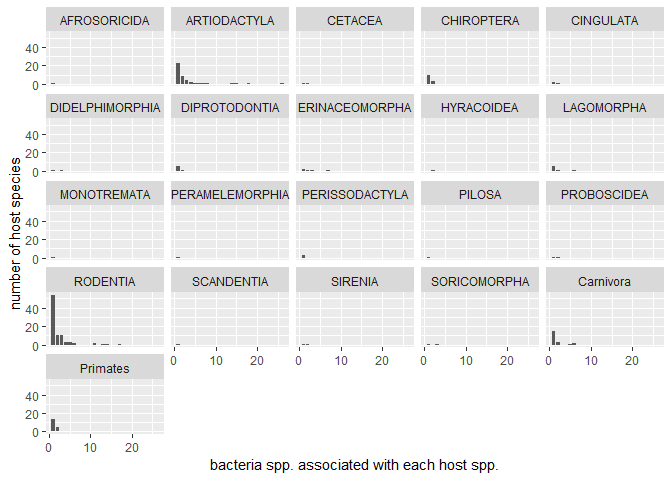 AFROSORICIDA ARTIODACTYLA CETACEA CHIROPTERA CINGULATA
40
20
0
DIDELPHIMORPHIA DIPROTODONTIA ERINACEOMORPHA HYRACOIDEA LAGOMORPHA
40
20
0
MONOTREMATA PERAMELEMORPHIA PERISSODACTYLA PILOSA PROBOSCIDEA
40
20
0
RODENTIA SCANDENTIA SIRENIA SORICOMORPHA Carnivora
40
20
0
0 10 20 0 10 20 0 10 20 0 10 20
Primates
40
20
0
0 10 20
number of host species
bacteria spp. associated with each host spp.